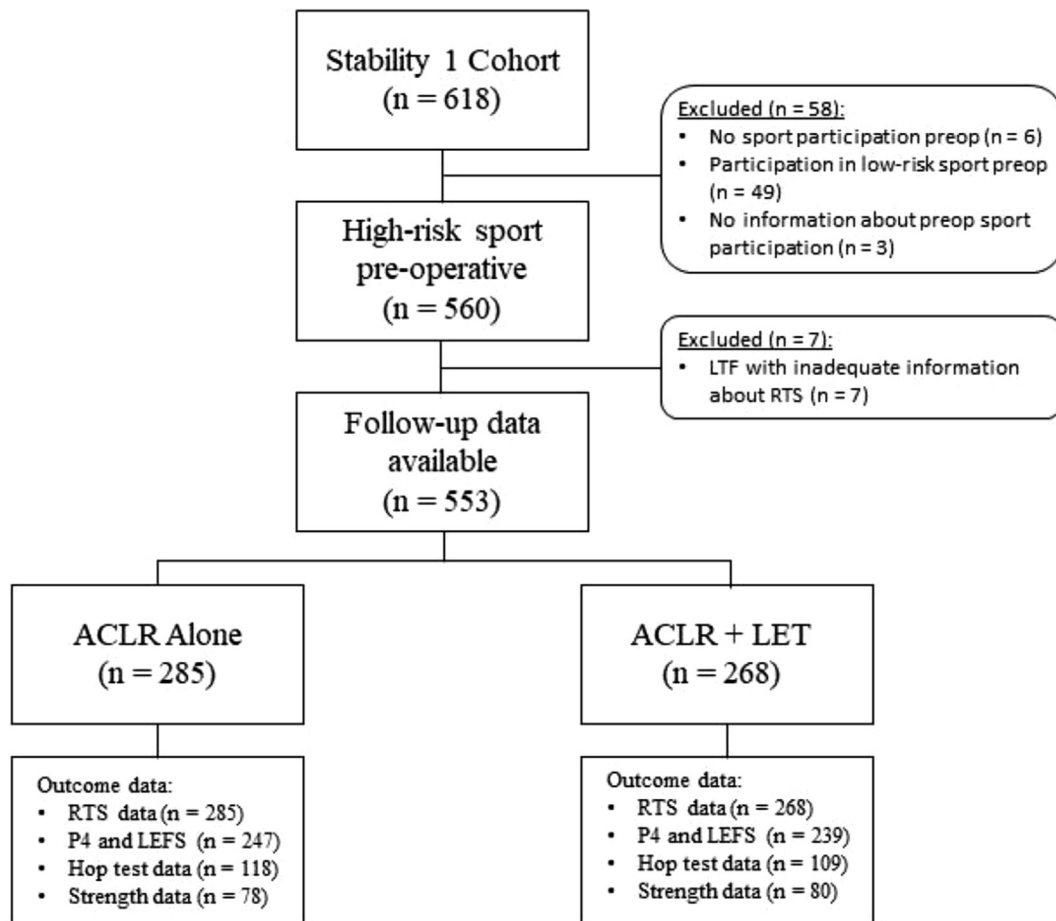 Stability 1 Cohort
(n = 618)
Excluded (n = 58):
• No sport participation preop (n = 6)
• Participation in low-risk sport preop
(n = 49)
• No information about preop sport
participation (n = 3)
High-risk sport
pre-operative
(n = 560)
Excluded (n = 7):
• LTF with inadequate information
about RTS (n = 7)
Follow-up data
available
(n = 553)
ACLR Alone
(n = 285)
ACLR + LET
(n = 268)
Outcome data:
• RTS data (n = 285)
• P4 and LEFS (n = 247)
• Hop test data (n = 118)
• Strength data (n = 78)
Outcome data:
• RTS data (n = 268)
• P4 and LEFS (n = 239)
• Hop test data (n = 109)
• Strength data (n = 80)